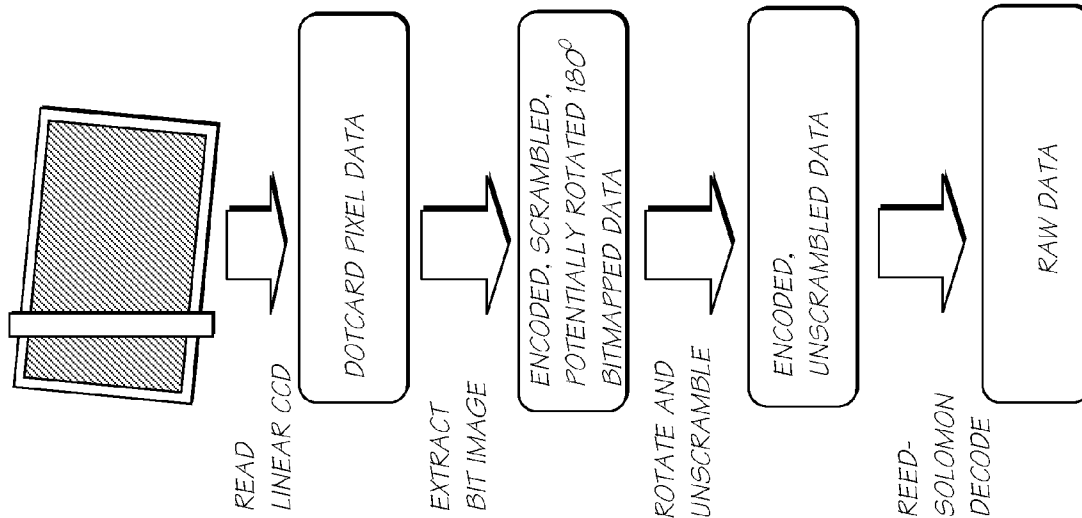 READ
LINEAR CCD
DOTCARD PIXEL DATA
EXTRACT
BIT IMAGE
ENCODED, SCRAMBLED,
POTENTIALLY ROTATED 180°
BITMAPPED DATA
ROTATE AND
UNSCRAMBLE
ENCODED,
UNSCRAMBLED DATA
REED-
SOLOMON
DECODE
RAW DATA